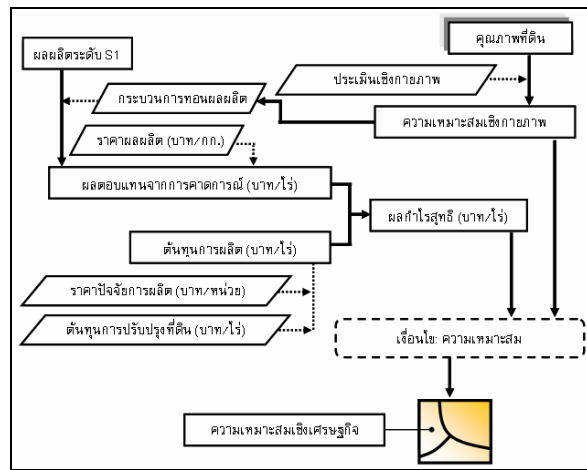 คุณภาพที่ดิน
ผลผลิตระดับ S1
ประเมินเชิงกายภาพ
กระบวนการทอนผลผลิต
ความเหมาะสมเชิงกายภาพ
ราคาผลผลิต (บาท/กก.)
ผลตอบแทนจากการคาดการณ์ (บาท/ไร่)
ผลกำไรสุทธิ (บาท/ไร่)
ต้นทุนการผลิต (บาท/ไร่)
ราคาปัจจัยการผลิต (บาท/หน่วย)
ต้นทุนการปรับปรุงที่ดิน (บาท/ไร่)
เงื่อนไข: ความเหมาะสม
ความเหมาะสมเชิงเศรษฐกิจ